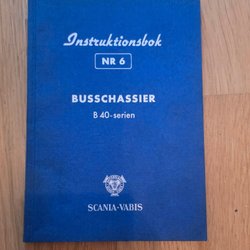 Instruktionsbok
NR 6
BUSSCHASSIER
B 40-serien
SCANIA-VABIS